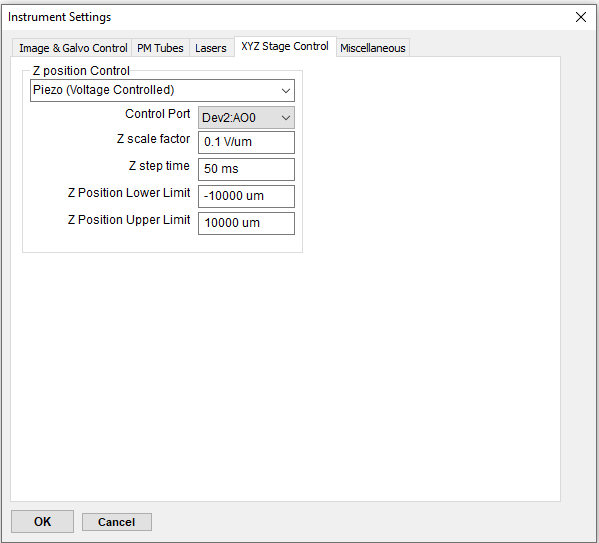 Instrument Settings
Image & Galvo Control PM Tubes Lasers XYZ Stage Control Miscellaneous
Z position Control
Piezo (Voltage Controlled)
Control Port Dev2:AO0
Z scale factor 0.1 V/um
Z step time 50 ms
Z Position Lower Limit -10000 um
Z Position Upper Limit 10000 um
OK Cancel